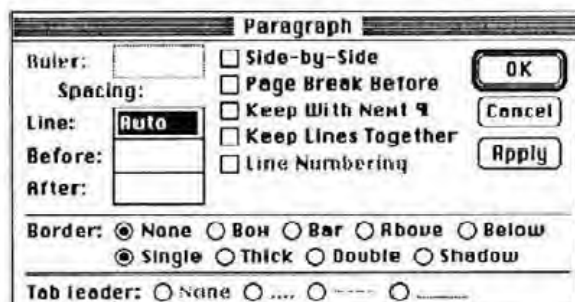 Paragraph
Ruler:
Spacing:
Line: Auto
Before:
After:
Side-by-Side
Page Break Before
Keep With Next ¶
Keep Lines Together
Line Numbering
OK
Cancel
Apply
Border: None Box Bar Above Below
Single Thick Double Shadow
Tab leader: None .... ---- ____